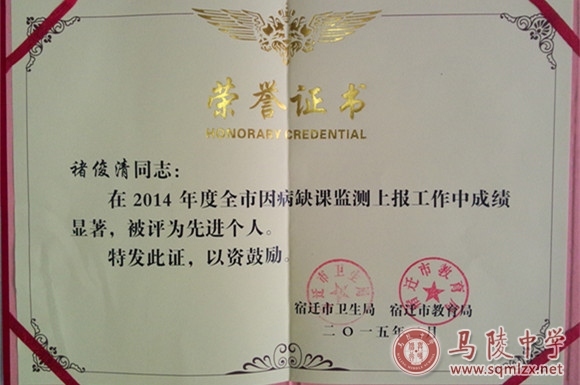 荣誉证书
HONORARY CREDENTIAL
褚俊清同志：
在2014年度全市因病缺课监测上报工作中成绩
显著，被评为先进个人。
特发此证，以资鼓励。
宿迁市卫生局 宿迁市教育局
二〇一五年 月
马陵中学
www.sqmlzx.net